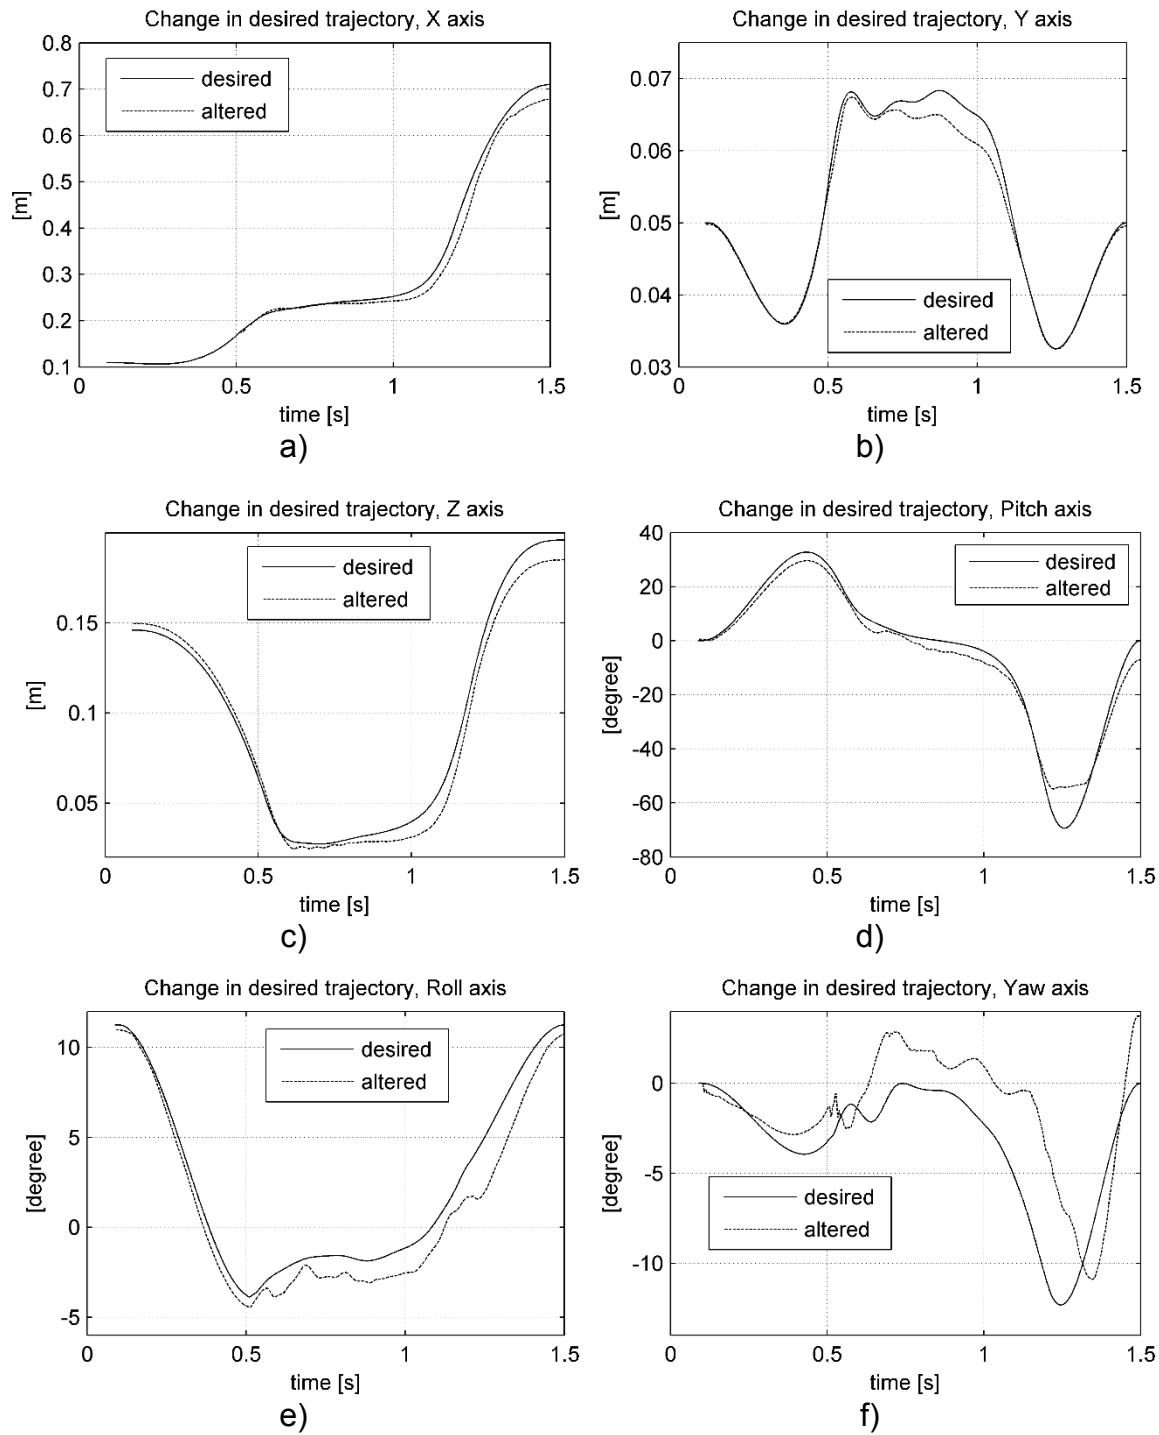 Change in desired trajectory, X axis
0.8
0.7
0.6
0.5
0.4
0.3
0.2
0.1
[m]
desired
altered
0 0.5 1 1.5
time [s]
a)
Change in desired trajectory, Y axis
0.07
0.06
0.05
0.04
0.03
[m]
desired
altered
0 0.5 1 1.5
time [s]
b)
Change in desired trajectory, Z axis
0.15
0.1
0.05
[m]
desired
altered
0 0.5 1 1.5
time [s]
c)
Change in desired trajectory, Pitch axis
40
20
0
-20
-40
-60
-80
[degree]
desired
altered
0 0.5 1 1.5
time [s]
d)
Change in desired trajectory, Roll axis
10
5
0
-5
[degree]
desired
altered
0 0.5 1 1.5
time [s]
e)
Change in desired trajectory, Yaw axis
0
-5
-10
[degree]
desired
altered
0 0.5 1 1.5
time [s]
f)